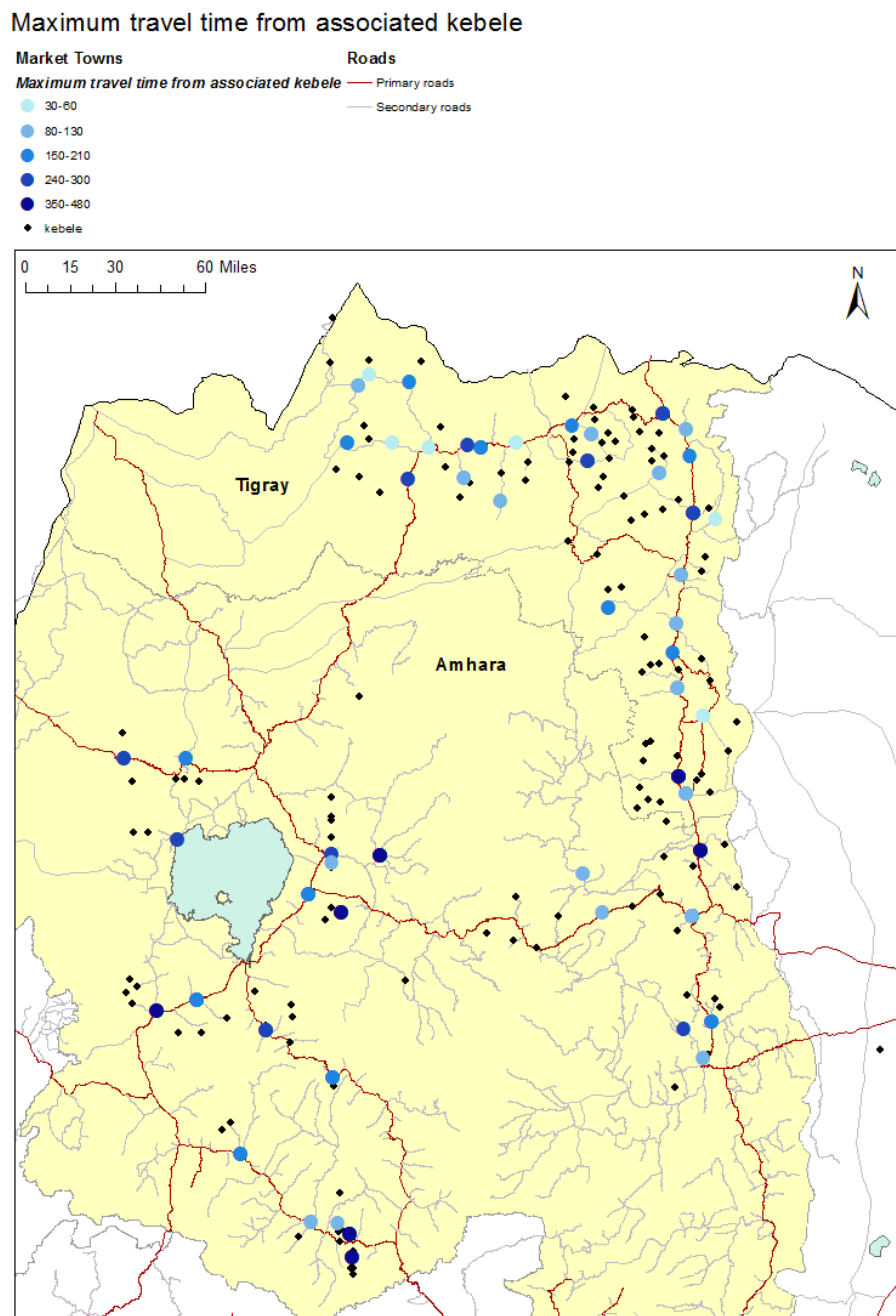 Maximum travel time from associated kebele
Market Towns
Roads
Maximum travel time from associated kebele
Primary roads
30-60
Secondary roads
80-130
150-210
240-300
350-480
kebele
0 15 30 60 Miles
N
Tigray
Amhara